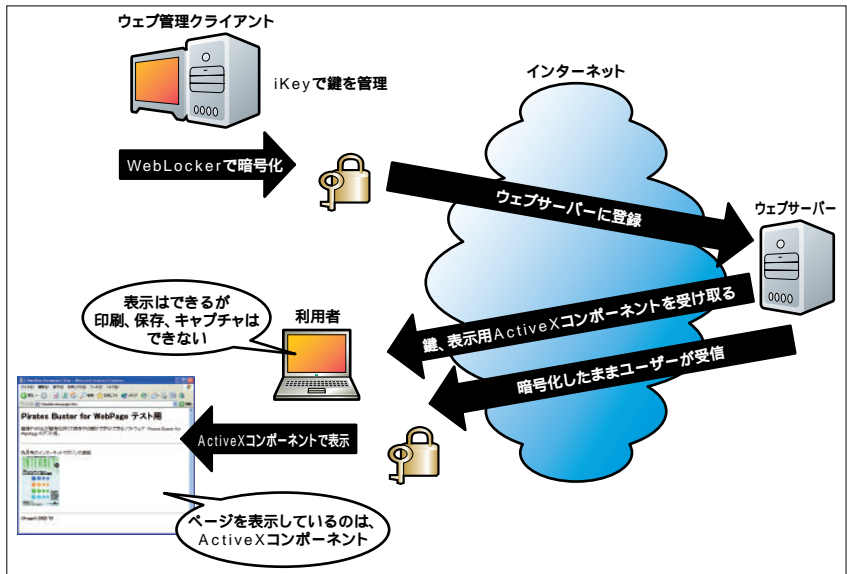 ウェブ管理クライアント
iKeyで鍵を管理
インターネット
WebLockerで暗号化
ウェブサーバーに登録
ウェブサーバー
表示はできるが
印刷、保存、キャプチャは
できない
利用者
鍵、表示用ActiveXコンポーネントを受け取る
暗号化したままユーザーが受信
Pirates Buster for WebPage テスト用
ActiveXコンポーネントで表示
ページを表示しているのは、
ActiveXコンポーネント